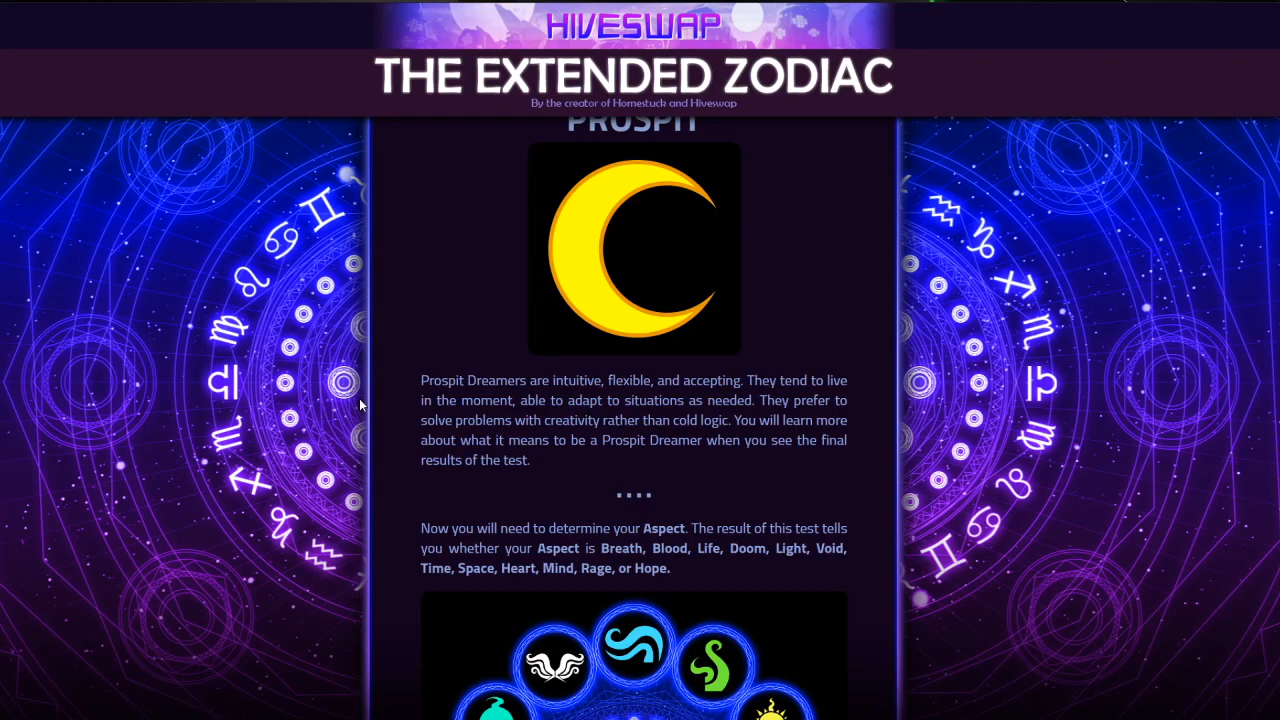 HIVESWAP
THE EXTENDED ZODIAC
By the creator of Homestuck and Hiveswap
PROSPIT
Prospit Dreamers are intuitive, flexible, and accepting. They tend to live
in the moment, able to adapt to situations as needed. They prefer to
solve problems with creativity rather than cold logic. You will learn more
about what it means to be a Prospit Dreamer when you see the final
results of the test.
Now you will need to determine your Aspect. The result of this test tells
you whether your Aspect is Breath, Blood, Life, Doom, Light, Void,
Time, Space, Heart, Mind, Rage, or Hope.